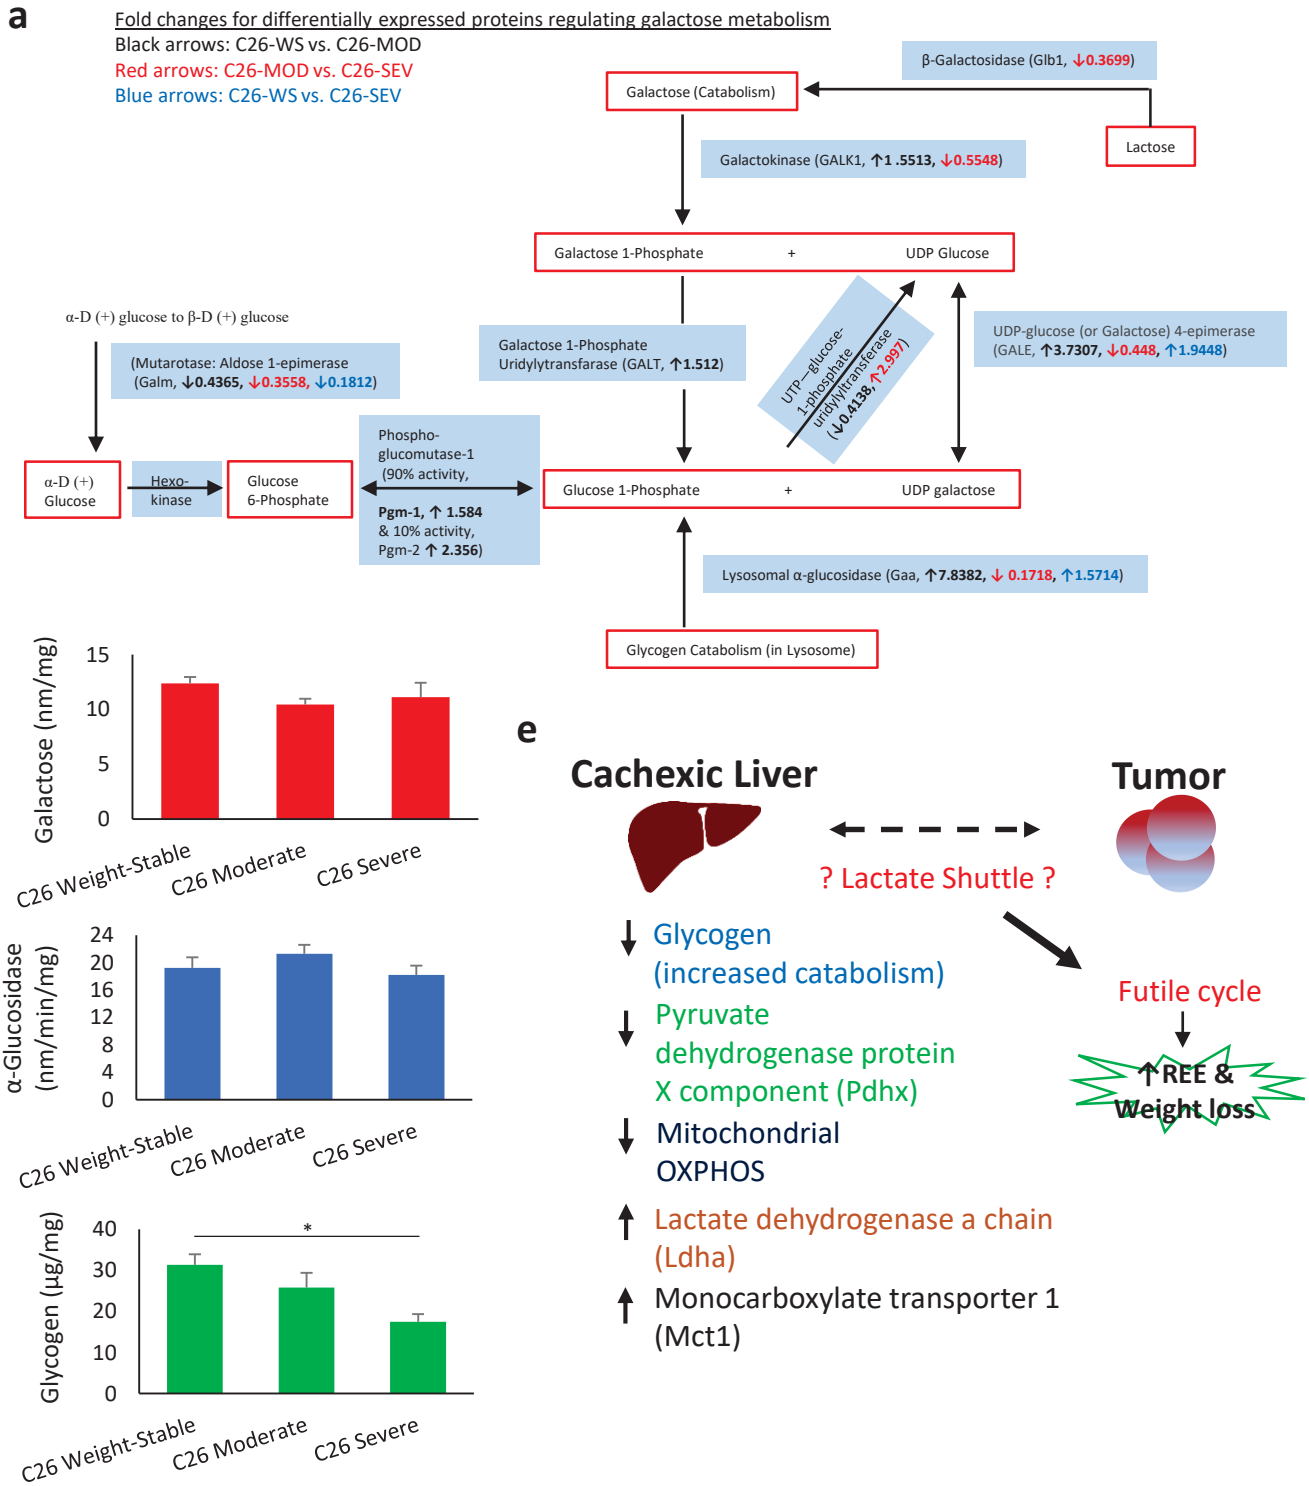 a
Fold changes for differentially expressed proteins regulating galactose metabolism
Black arrows: C26-WS vs. C26-MOD
Red arrows: C26-MOD vs. C26-SEV
Blue arrows: C26-WS vs. C26-SEV
β-Galactosidase (Glb1, ↓0.3699)
Galactose (Catabolism)
Lactose
Galactokinase (GALK1, ↑1 .5513, ↓0.5548)
Galactose 1-Phosphate + UDP Glucose
α-D (+) glucose to β-D (+) glucose
(Mutarotase: Aldose 1-epimerase
(Galm, ↓0.4365, ↓0.3558, ↓0.1812)
Galactose 1-Phosphate
Uridylytransfarase (GALT, ↑1.512)
UTP—glucose-
1-phosphate
uridylyltransferase
(↓0.4138, ↑2.997)
UDP-glucose (or Galactose) 4-epimerase
(GALE, ↑3.7307, ↓0.448, ↑1.9448)
α-D (+)
Glucose
Hexo-
kinase
Glucose
6-Phosphate
Phospho-
glucomutase-1
(90% activity,
Pgm-1, ↑ 1.584
& 10% activity,
Pgm-2 ↑ 2.356)
Glucose 1-Phosphate + UDP galactose
Lysosomal α-glucosidase (Gaa, ↑7.8382, ↓ 0.1718, ↑1.5714)
Glycogen Catabolism (in Lysosome)
Galactose (nm/mg)
15
10
5
0
C26 Weight-Stable
C26 Moderate
C26 Severe
α-Glucosidase
(nm/min/mg)
24
20
16
12
8
4
0
C26 Weight-Stable
C26 Moderate
C26 Severe
Glycogen (µg/mg)
40
30
20
10
0
*
C26 Weight-Stable
C26 Moderate
C26 Severe
e
Cachexic Liver
Tumor
? Lactate Shuttle ?
↓ Glycogen
(increased catabolism)
↓ Pyruvate
dehydrogenase protein
X component (Pdhx)
↓ Mitochondrial
OXPHOS
↑ Lactate dehydrogenase a chain
(Ldha)
↑ Monocarboxylate transporter 1
(Mct1)
Futile cycle
↑REE &
Weight loss